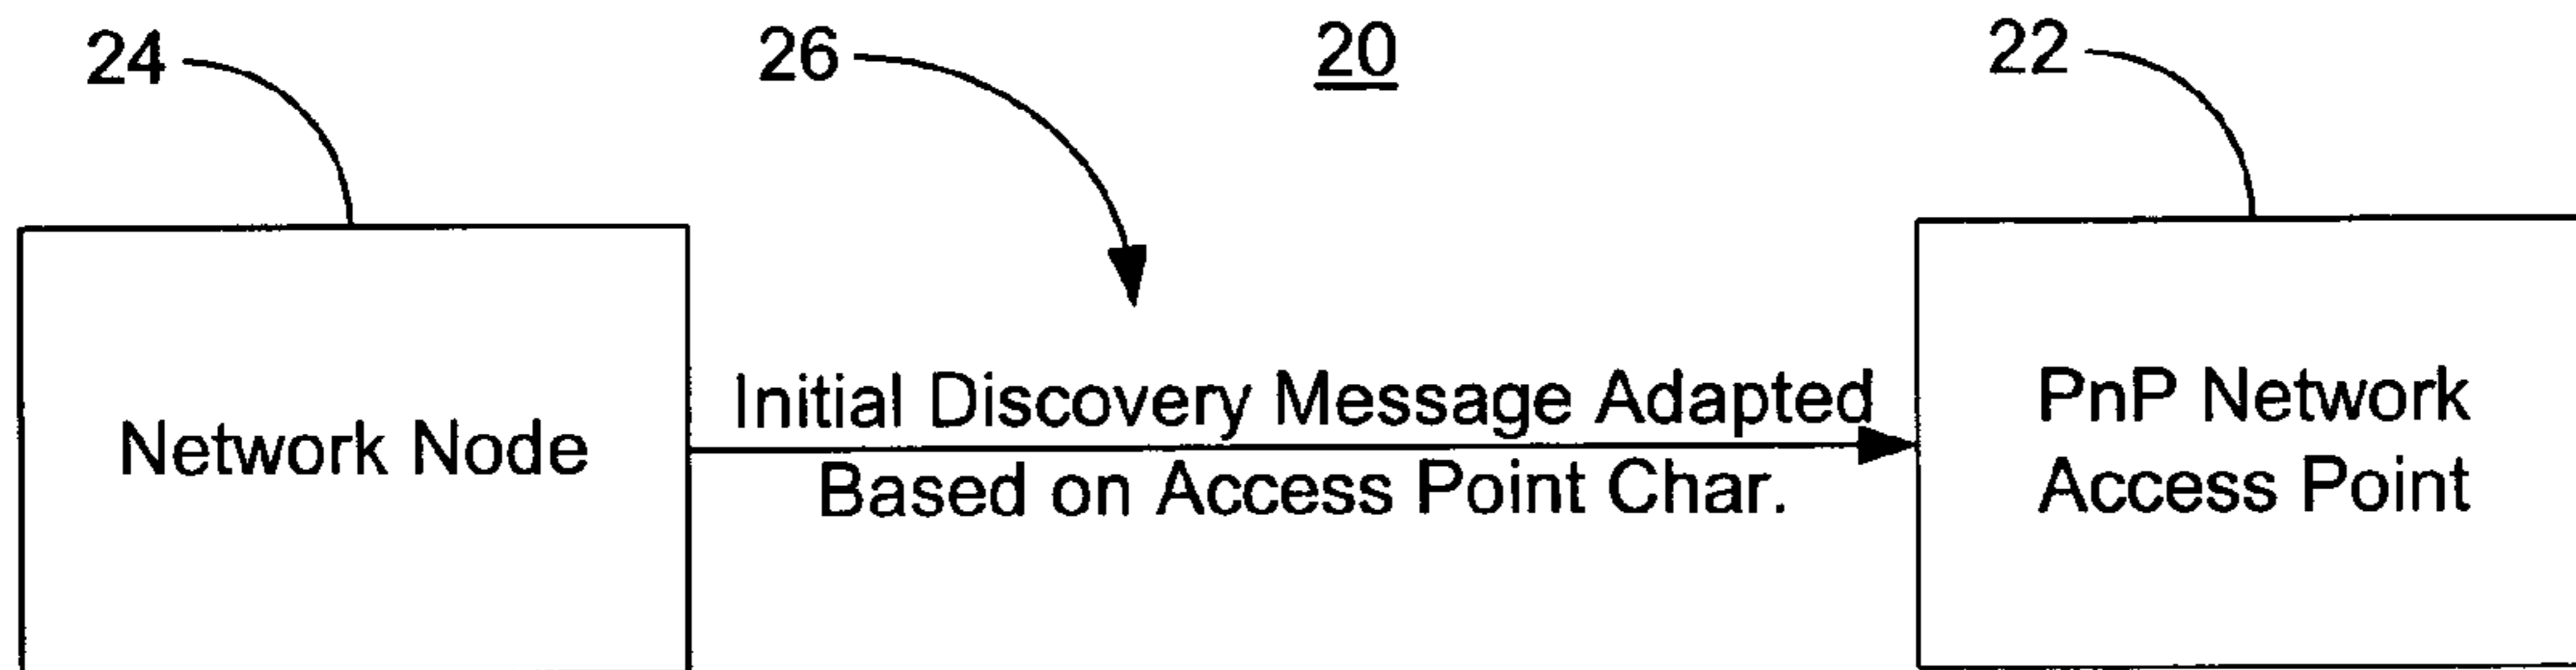 24
26
20
22
Network Node
Initial Discovery Message Adapted
Based on Access Point Char.
PnP Network
Access Point